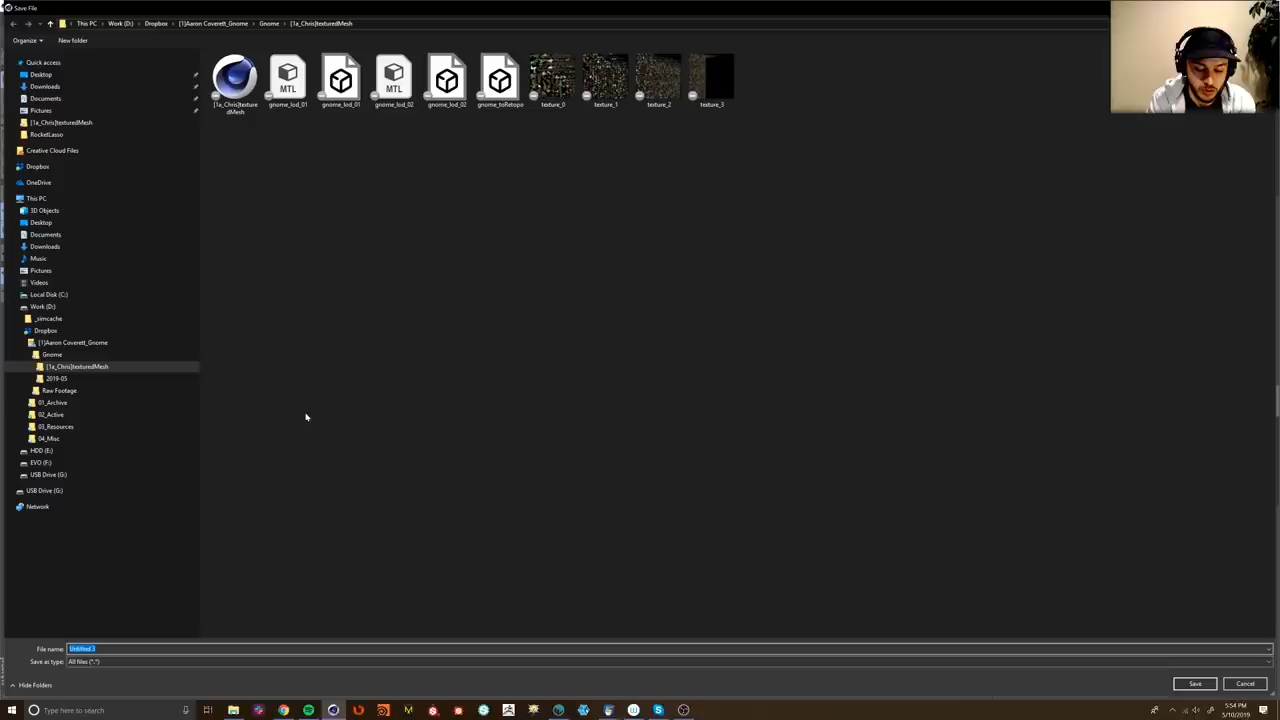 Save File
This PC › Work (D:) › Dropbox › [1]Aaron Coverett_Gnome › Gnome › [1a_Chris]texturedMesh
Organize
New folder
Quick access
Desktop
Downloads
Documents
Pictures
[1a_Chris]texturedMesh
RocketLasso
Creative Cloud Files
Dropbox
OneDrive
This PC
3D Objects
Desktop
Documents
Downloads
Music
Pictures
Videos
Local Disk (C:)
Work (D:)
_simcache
Dropbox
[1]Aaron Coverett_Gnome
Gnome
[1a_Chris]texturedMesh
2019-05
Raw Footage
01_Archive
02_Active
03_Resources
04_Misc
HDD (E:)
EVO (F:)
USB Drive (G:)
USB Drive (G:)
Network
[1a_Chris]texture
dMesh
MTL
gnome_lod_01
gnome_lod_01
MTL
gnome_lod_02
gnome_lod_02
gnome_toRetopo
texture_0
texture_1
texture_2
texture_3
File name: Untitled 3
Save as type: All files (*.*)
Hide Folders
Save
Cancel
Type here to search
5:54 PM
5/10/2019